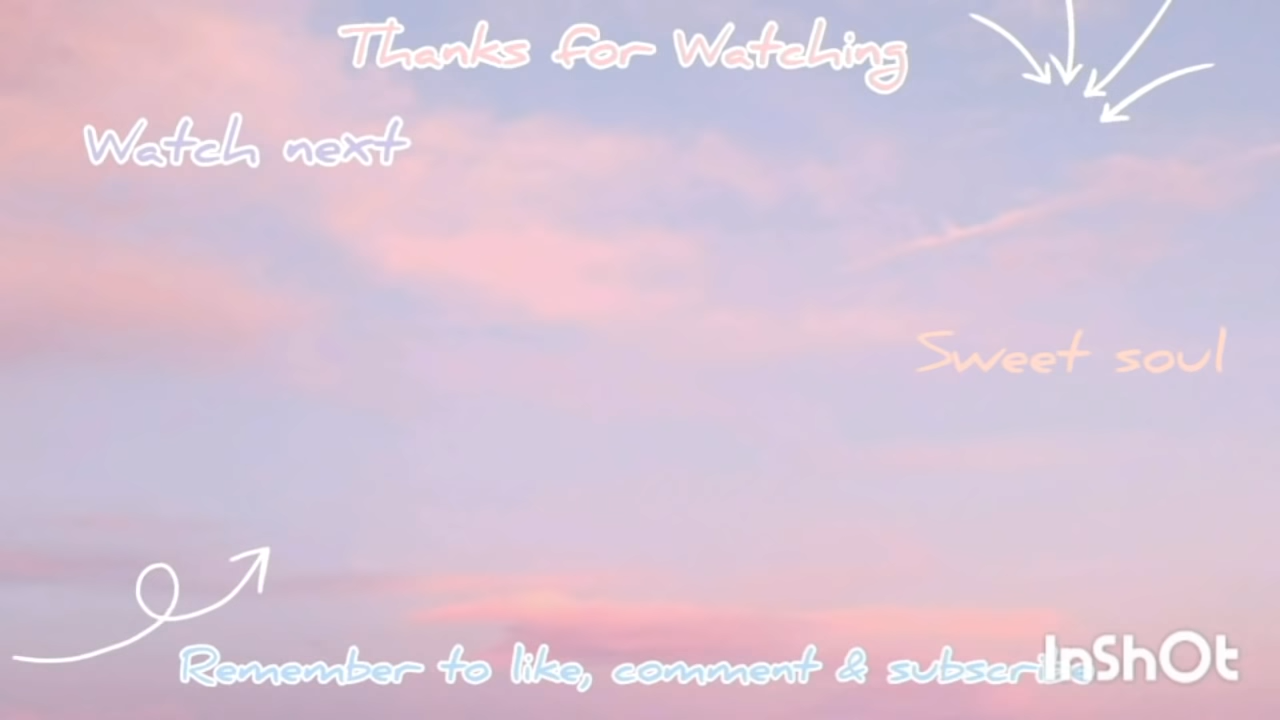 Thanks for Watching
Watch next
Sweet soul
Remember to like, comment & subscribe
InShOt